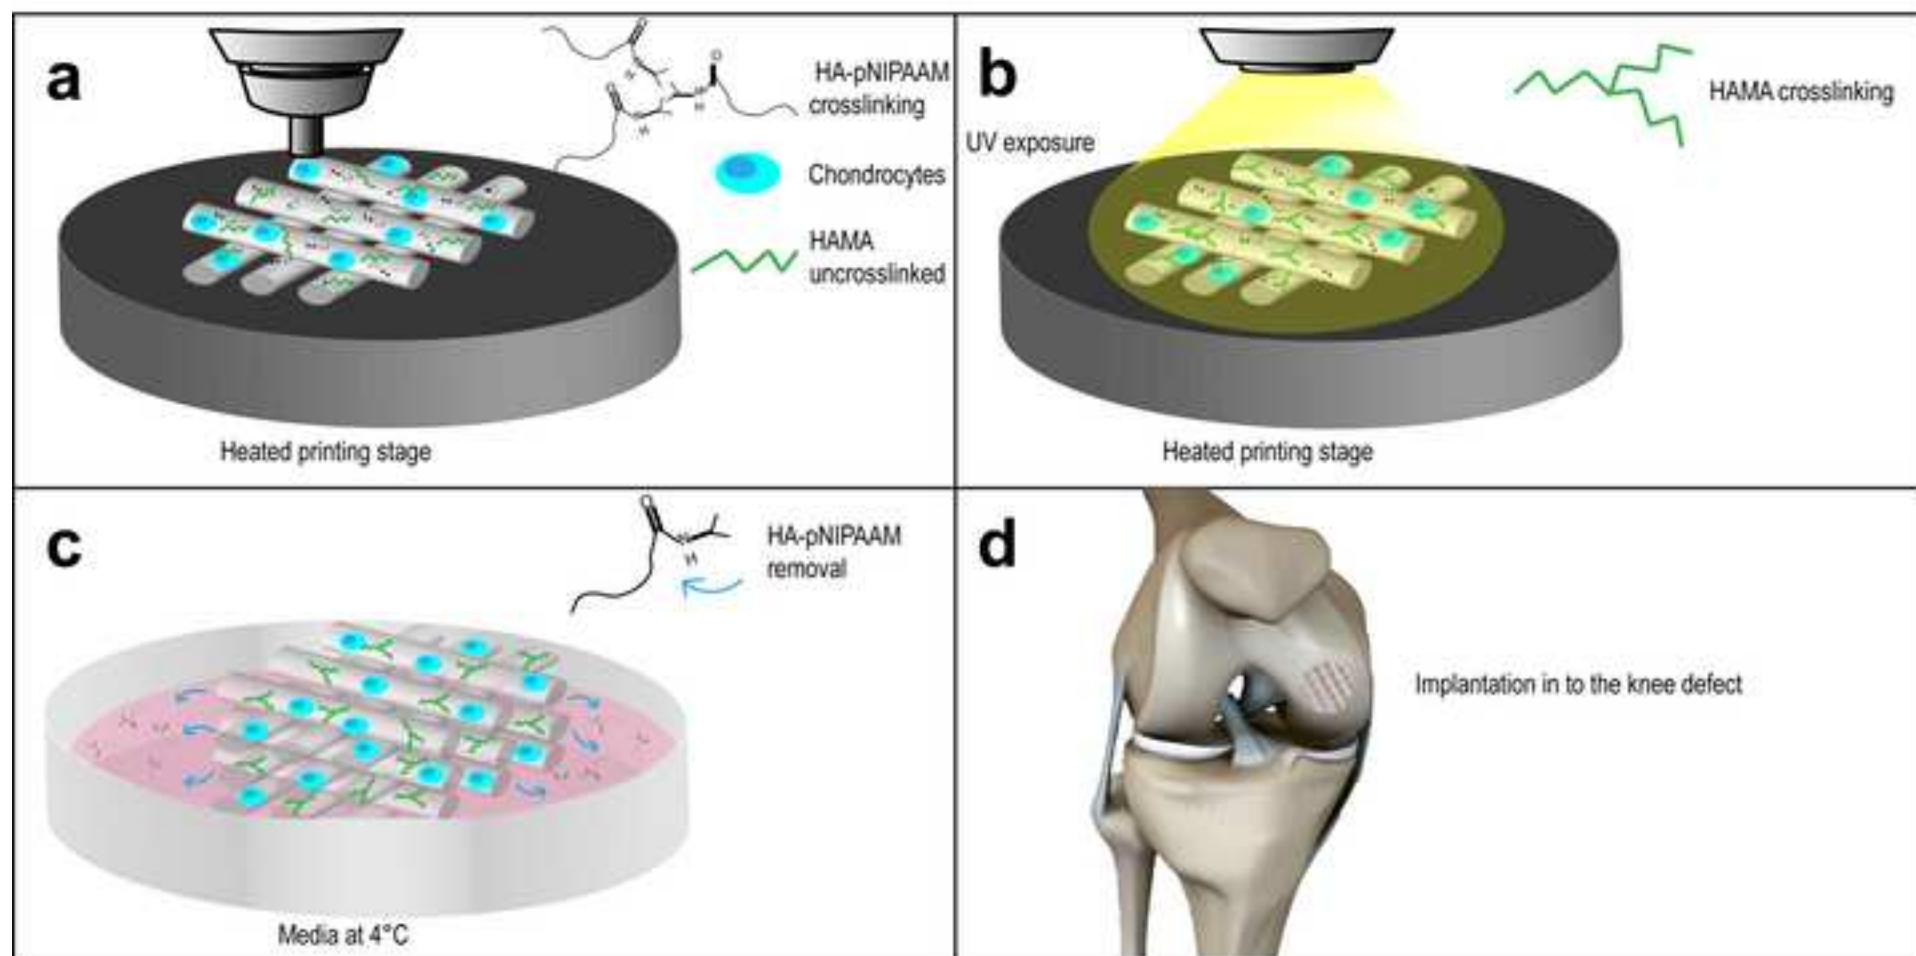 a
HA-pNIPAAM
crosslinking
Chondrocytes
HAMA
uncrosslinked
Heated printing stage
b
UV exposure
HAMA crosslinking
Heated printing stage
c
HA-pNIPAAM
removal
Media at 4°C
d
Implantation in to the knee defect